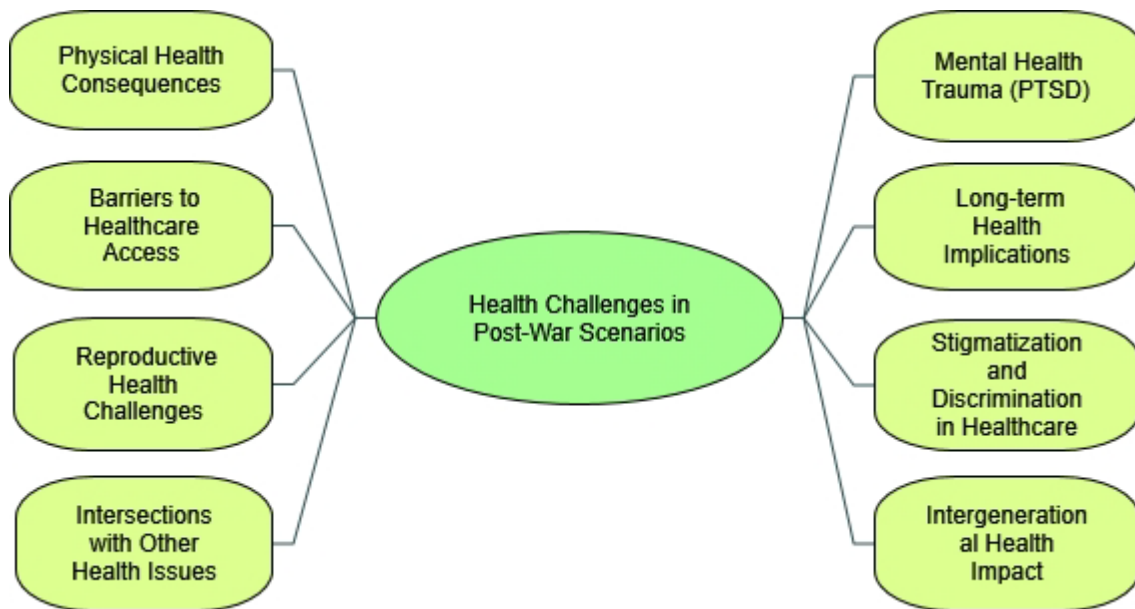 Physical Health
Consequences
Barriers to
Healthcare
Access
Reproductive
Health
Challenges
Intersections
with Other
Health Issues
Health Challenges in
Post-War Scenarios
Mental Health
Trauma (PTSD)
Long-term
Health
Implications
Stigmatization
and
Discrimination
in Healthcare
Intergeneration
al Health
Impact